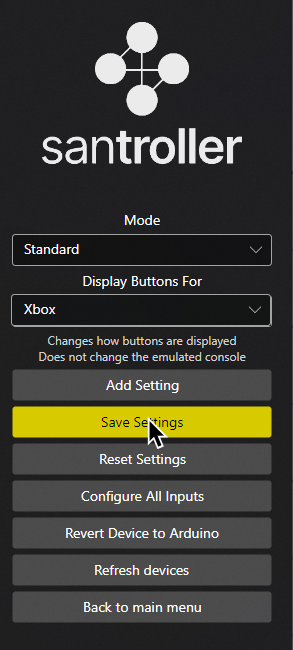 santroller
Mode
Standard
Display Buttons For
Xbox
Changes how buttons are displayed
Does not change the emulated console
Add Setting
Save Settings
Reset Settings
Configure All Inputs
Revert Device to Arduino
Refresh devices
Back to main menu